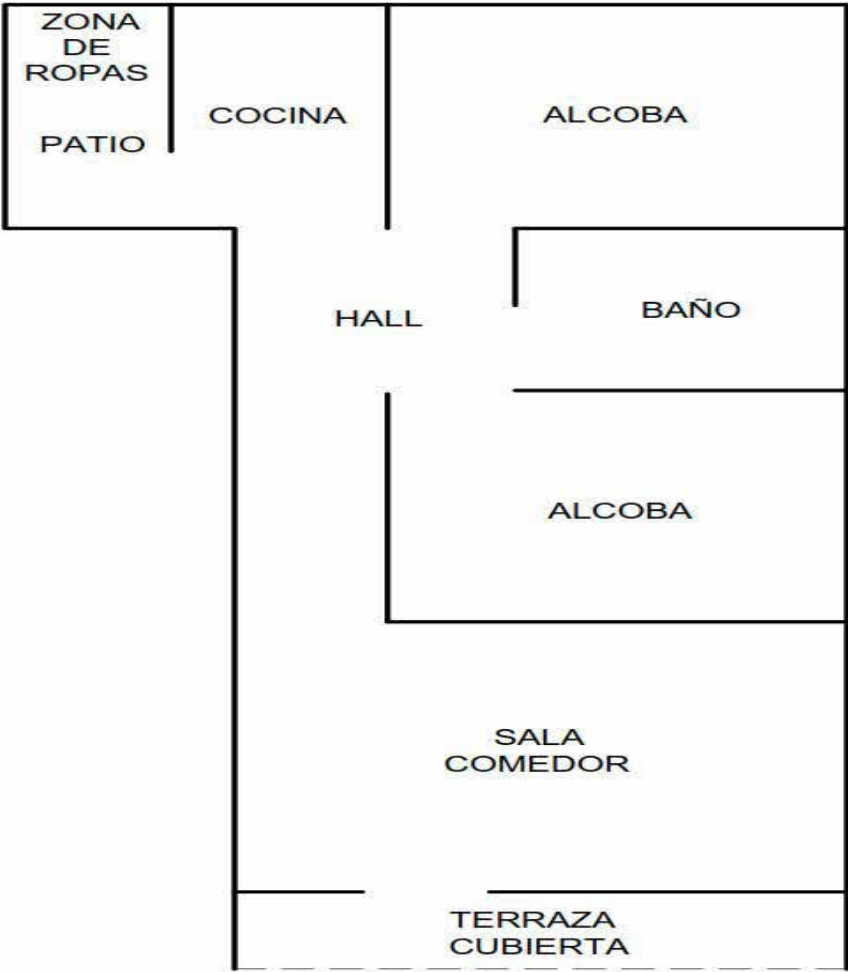 ZONA
DE
ROPAS
PATIO
COCINA
ALCOBA
HALL
BAÑO
ALCOBA
SALA
COMEDOR
TERRAZA
CUBIERTA